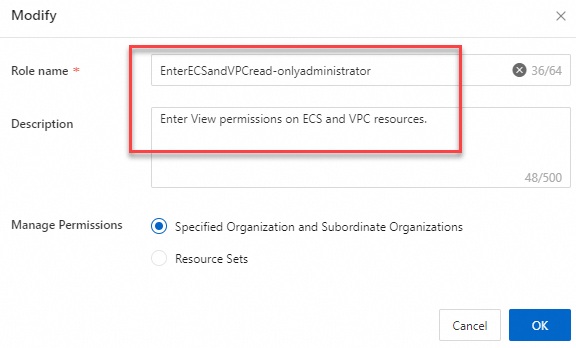 Modify
Role name *
EnterECSandVPCread-onlyadministrator
36/64
Description
Enter View permissions on ECS and VPC resources.
48/500
Manage Permissions
Specified Organization and Subordinate Organizations
Resource Sets
Cancel
OK